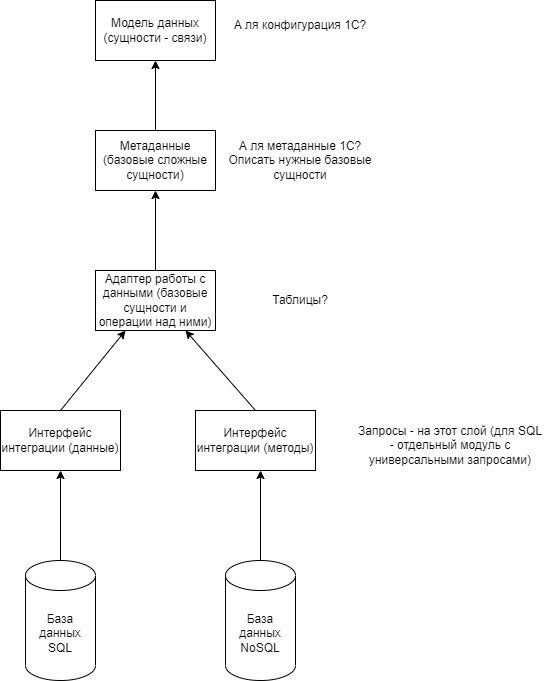 Модель данных
(сущности - связи)
А ля конфигурация 1С?
Метаданные
(базовые сложные
сущности)
А ля метаданные 1С?
Описать нужные базовые
сущности
Адаптер работы с
данными (базовые
сущности и
операции над ними)
Таблицы?
Интерфейс
интеграции (данные)
Интерфейс
интеграции (методы)
Запросы - на этот слой (для SQL
- отдельный модуль с
универсальными запросами)
База
данных
SQL
База
данных
NoSQL